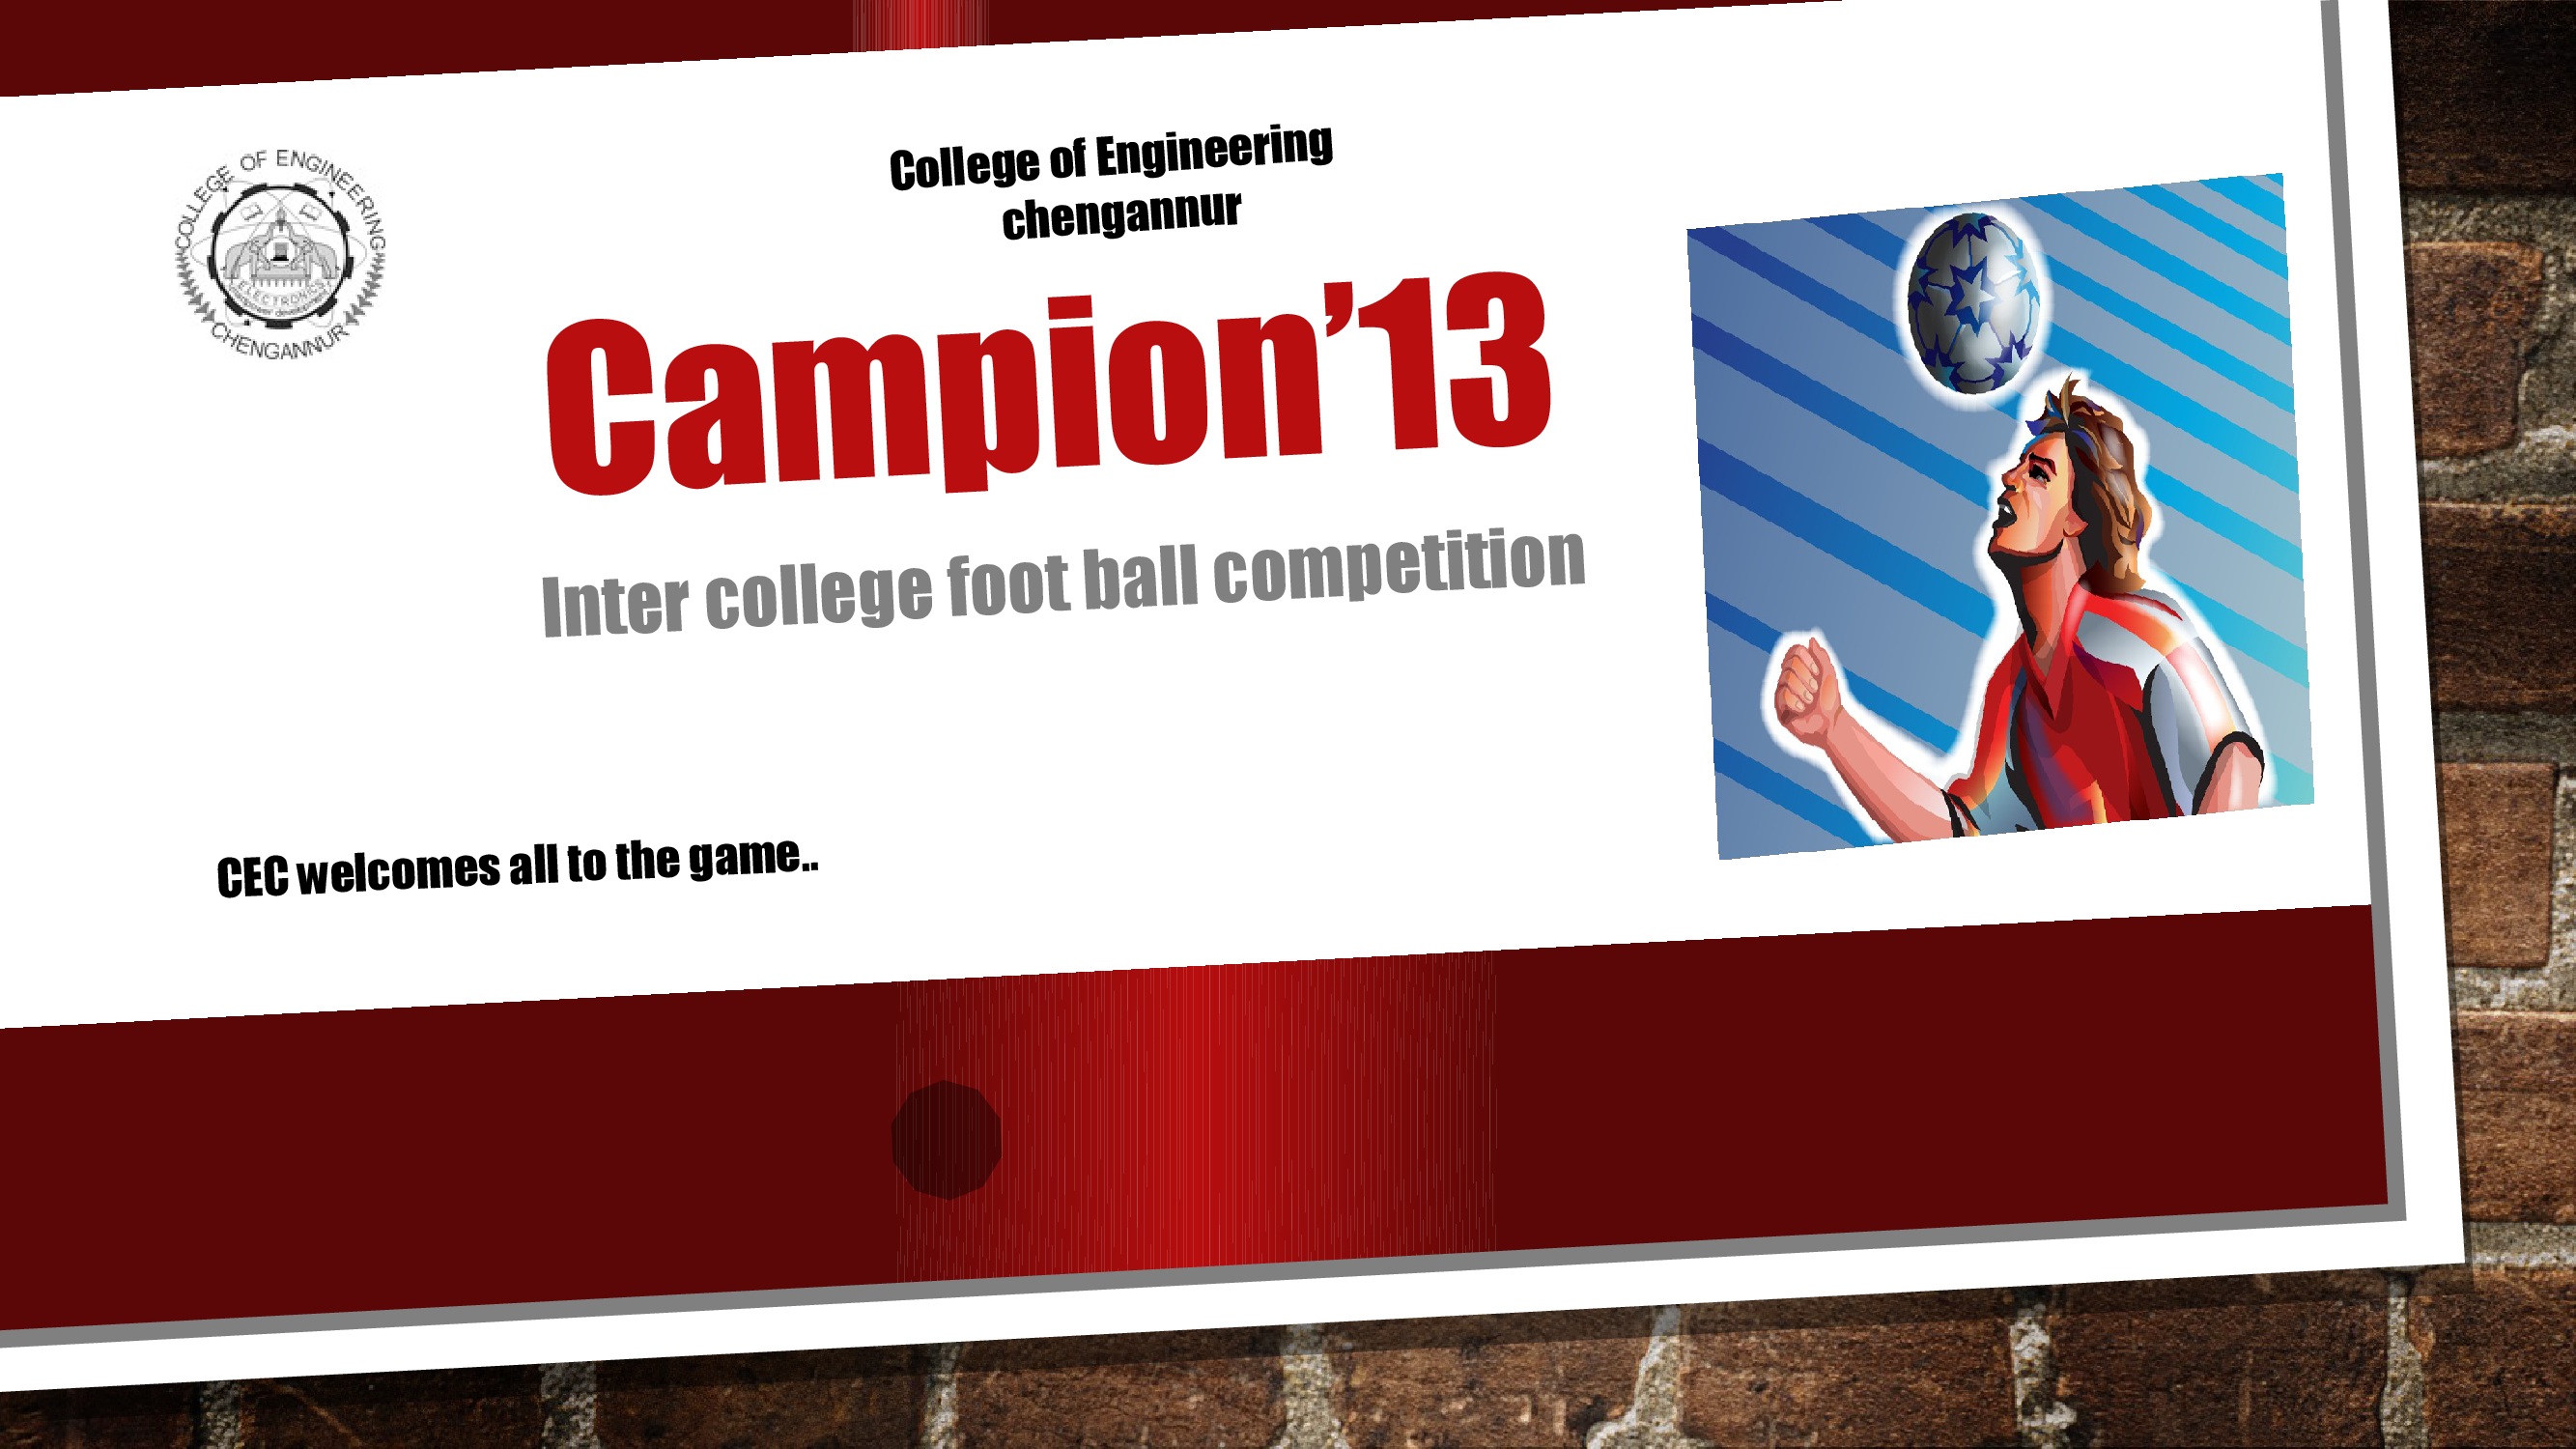 COLLEGE OF ENGINEERING
ELECTRONICS
CHENGANNUR
College of Engineering
chengannur
Campion’13
Inter college foot ball competition
CEC welcomes all to the game..